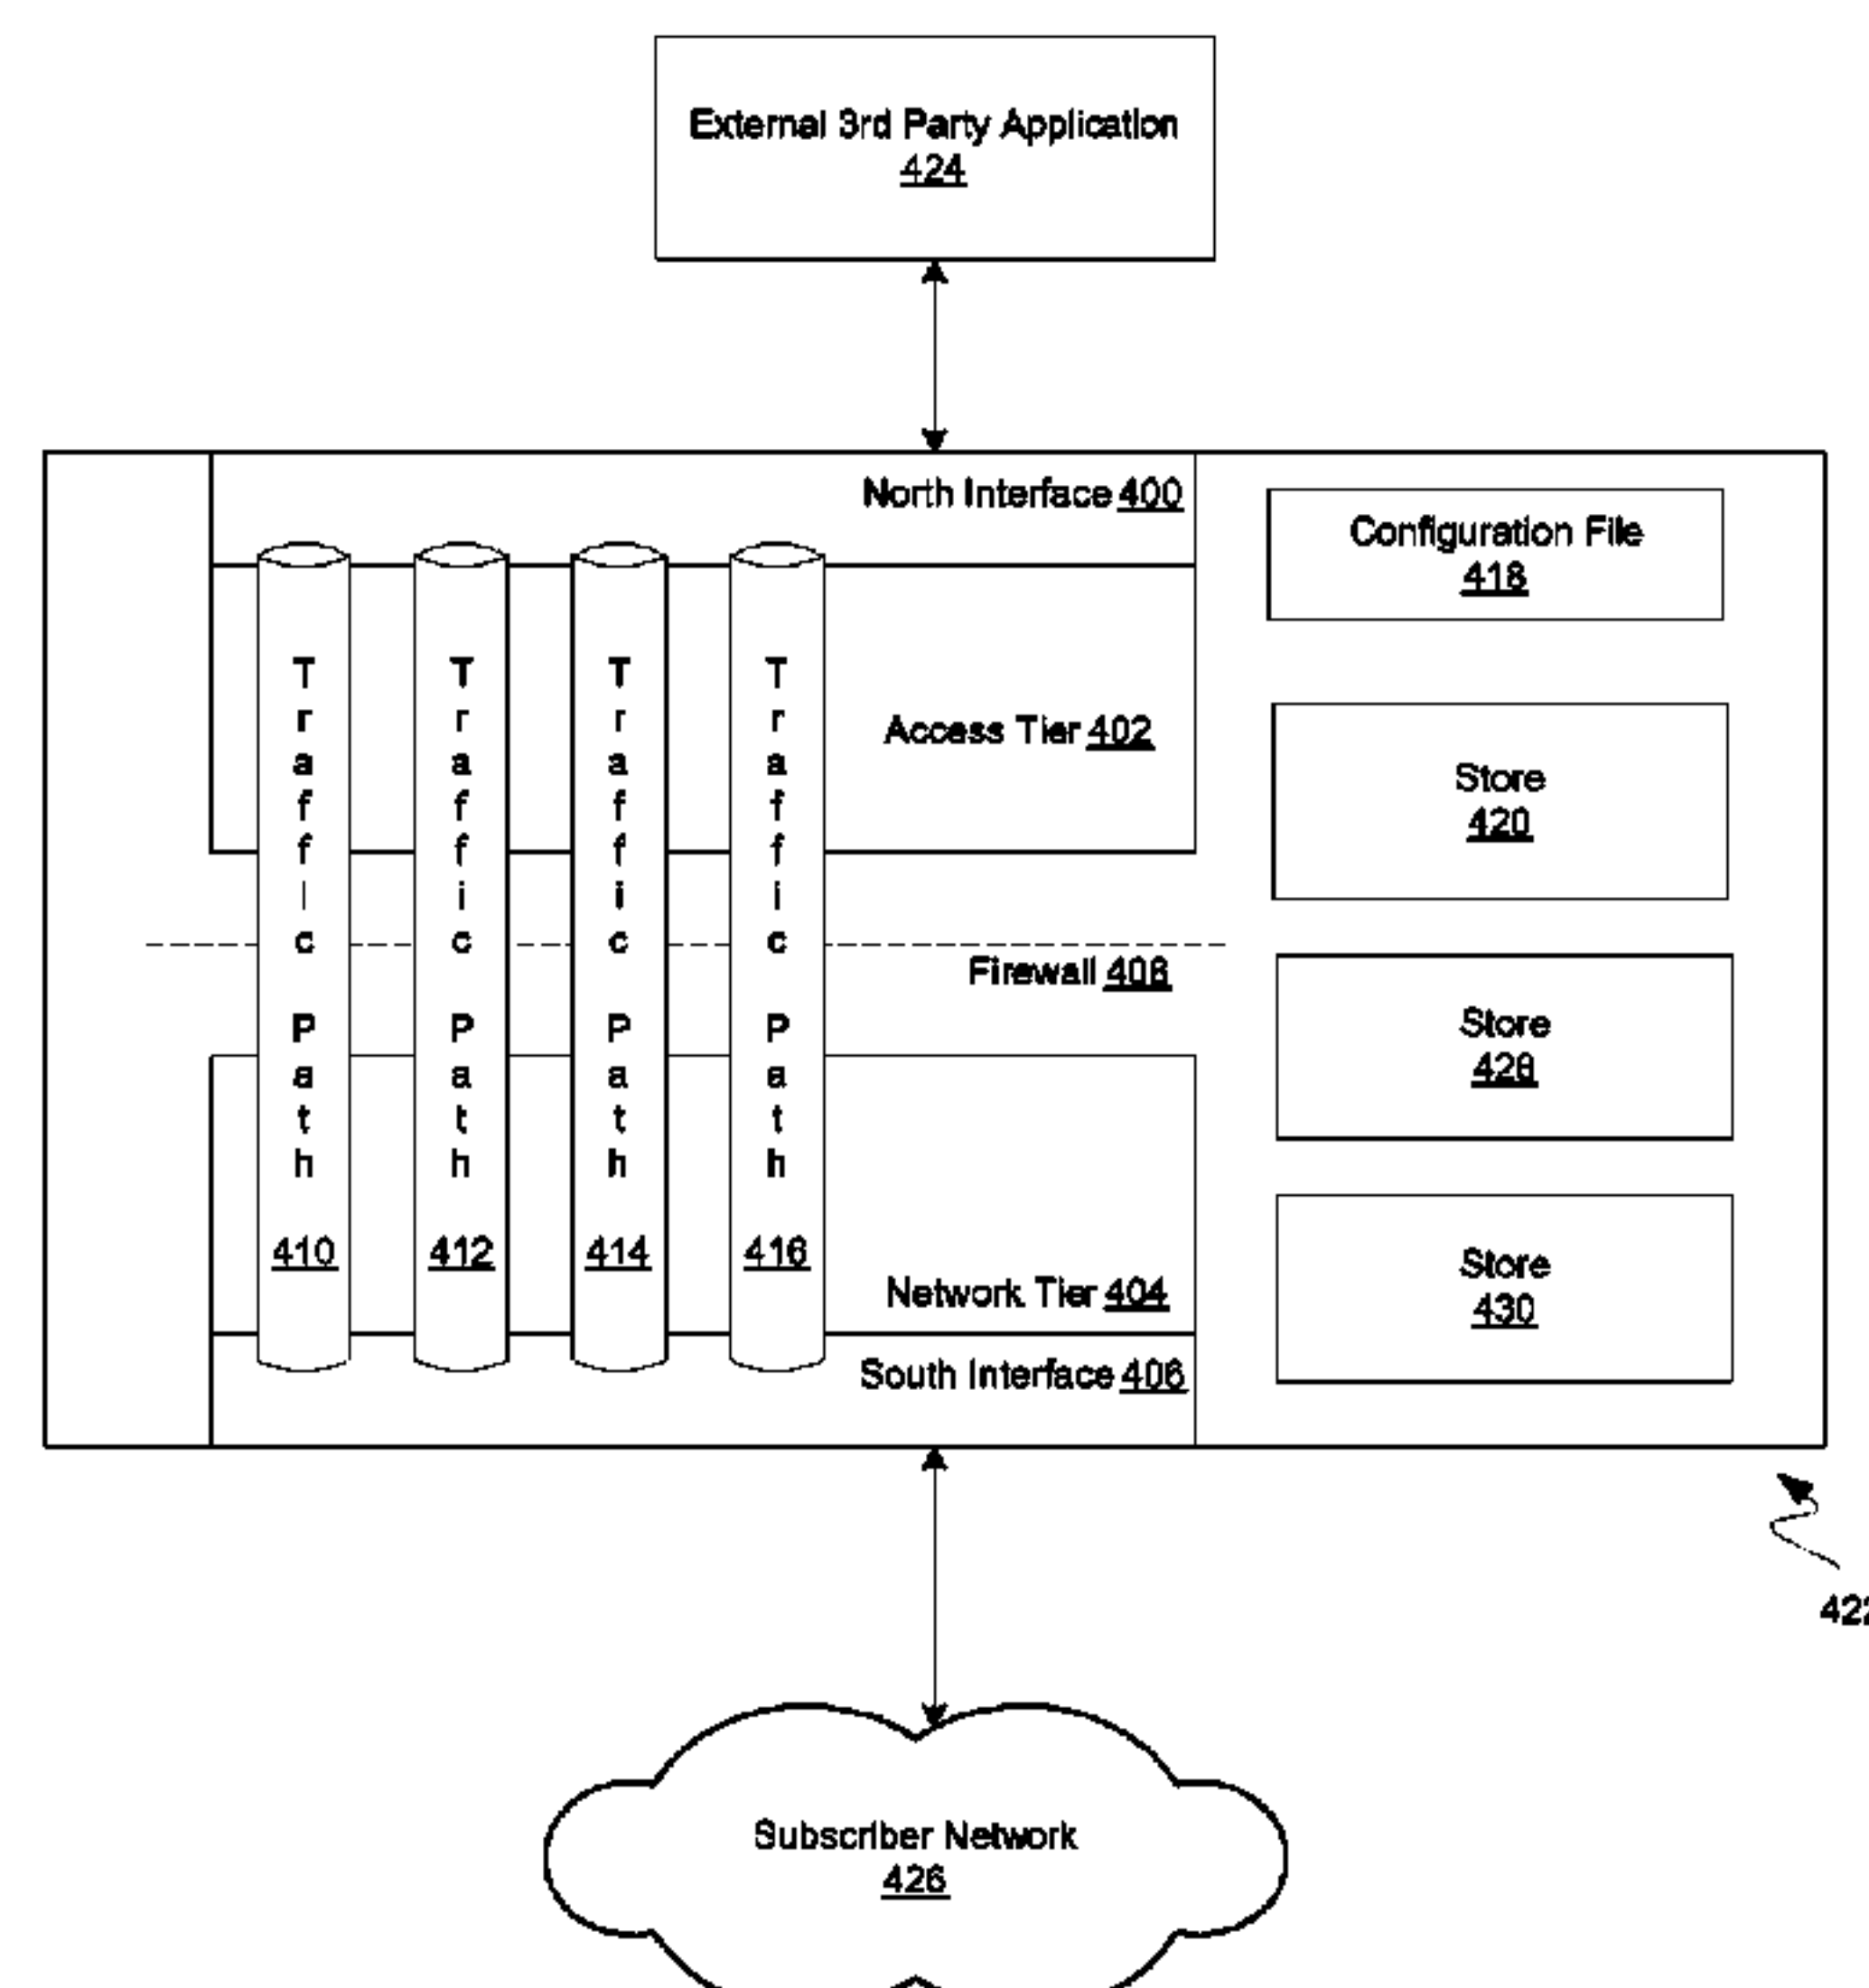 External 3rd Party Application
424
North Interface 400
Configuration File
418
Access Tier 402
Store
420
Firewall 408
Store
428
Traffic Path 410
Traffic Path 412
Traffic Path 414
Traffic Path 416
Network Tier 404
Store
430
South Interface 406
Subscriber Network
426